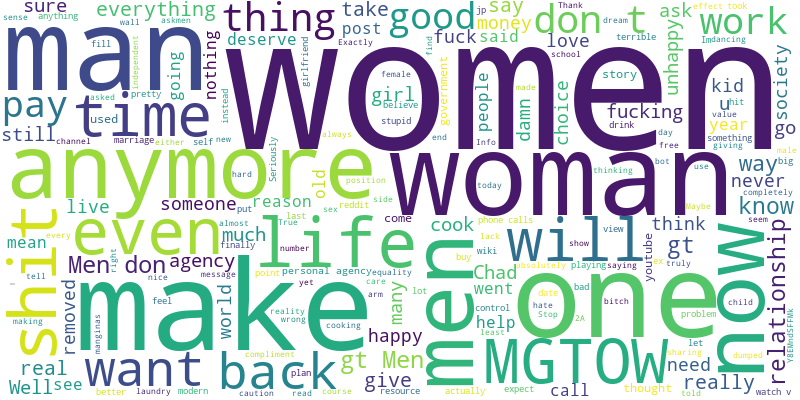 sure
everything
wall
askmen
thing
good
don t
say
work
Thank
jp
dream
effect took
sense
anything
man
fill
independent
going
nothing
take
post
money
fuck
said
ask
terrible
Imdancing
unhappy
deserve
girlfriend
love
find
school
women
female
believe
stupid
girl
government
people
story
choice
damn
made
kid
u
hit
value
society
pay
time
asked
pretty
used
instead
still
channel
marriage
either
self
new
always
end
Info
fucking
drink
year
something
go
day
free
giving
male
big
anymore
hard
Seriously
position
side
today
woman
thinking
bot
use
way
never
completely
live
someone
reason
old
sex
reddit
last
True
almost
finally
put
Maybe
know
seem
mean
every
even
much
life
come
cook
phone calls
lack
wiki
will
view
show
think
gt
youtube
tell
right
Men don
agency
number
message
personal agency
equality
care
arm
yet
point
men
buy
Chad
went
absolutely
playing
saying
truly
ex
now
relationship
shit
making
removed
nice
feel
manginas
make
world
reality
wrong
many
lot
control
help
least
date
bad
hate
Stop
bitch
2A
one
problem
child
let
sharing
dumped
real
Well
see
want
cooking
compliment
back
happy
gt Men
plan
give
MGTOW
need
really
better
laundry
modern
caution
read
course
resource
actually
expect
call
thought
told
watch v
Y8EMndSFFMk